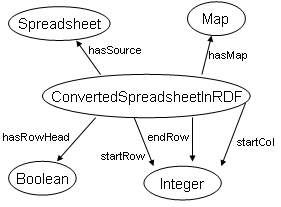 Spreadsheet
Map
hasSource
hasMap
ConvertedSpreadsheetInRDF
hasRowHead
endRow
startCol
startRow
Boolean
Integer